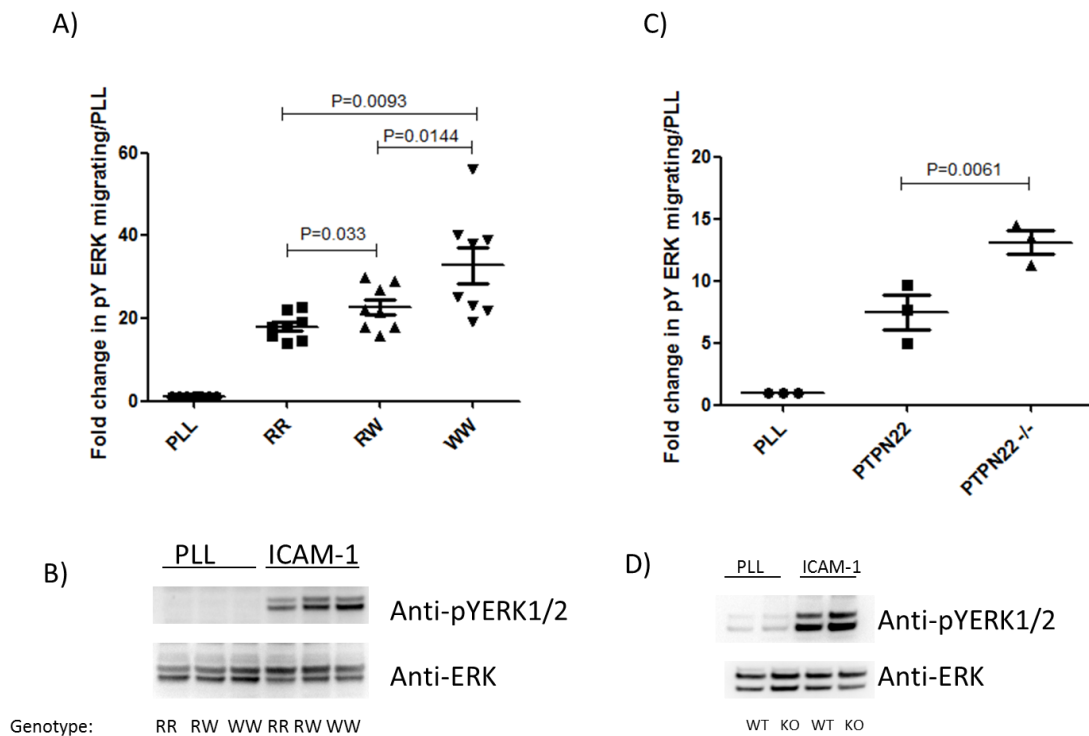 A)
Fold change in pY ERK migrating/PLL
60
40
20
0
P=0.0093
P=0.0144
P=0.033
PLL
RR
RW
WW
C)
Fold change in pY ERK migrating/PLL
20
15
10
5
0
P=0.0061
PLL
PTPN22
PTPN22 -/-
B)
PLL ICAM-1
Anti-pYERK1/2
Anti-ERK
Genotype: RR RW WW RR RW WW
D)
PLL ICAM-1
Anti-pYERK1/2
Anti-ERK
WT KO WT KO